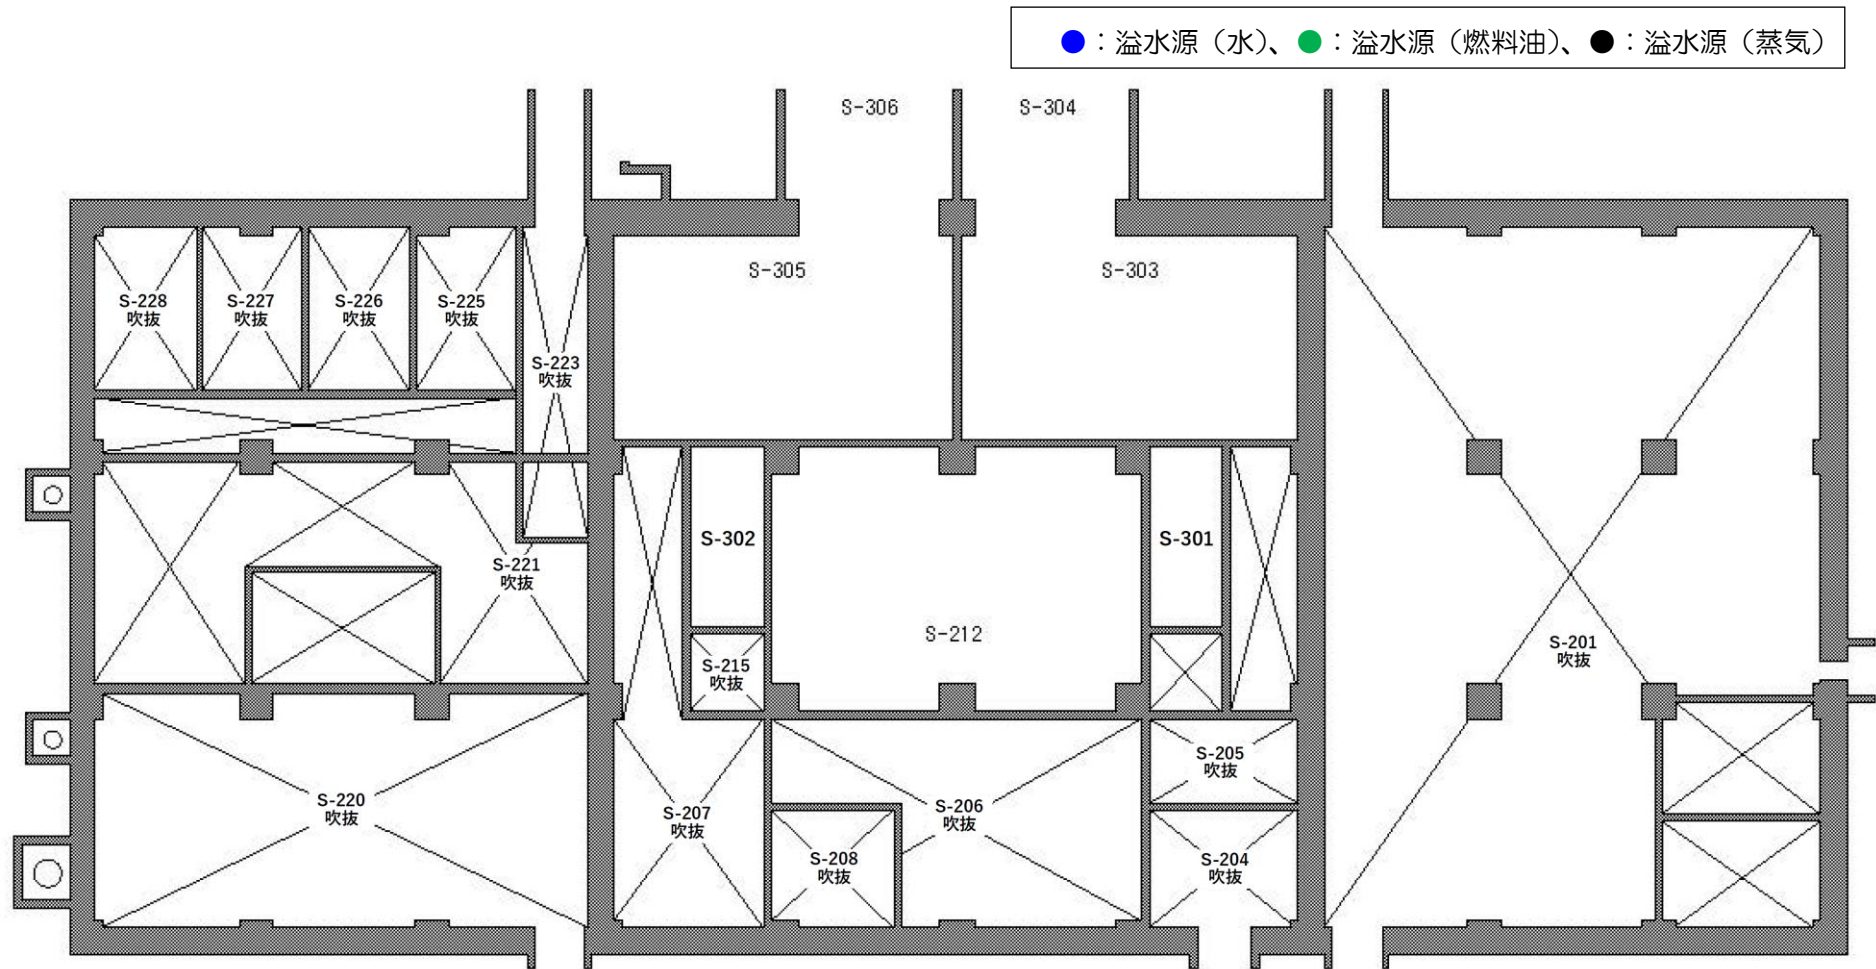 ●：溢水源（水）、●：溢水源（燃料油）、●：溢水源（蒸気）
S-306
S-304
S-305
S-303
S-228
吹抜
S-227
吹抜
S-226
吹抜
S-225
吹抜
S-223
吹抜
S-302
S-301
S-221
吹抜
S-212
S-215
吹抜
S-201
吹抜
S-205
吹抜
S-220
吹抜
S-207
吹抜
S-206
吹抜
S-208
吹抜
S-204
吹抜